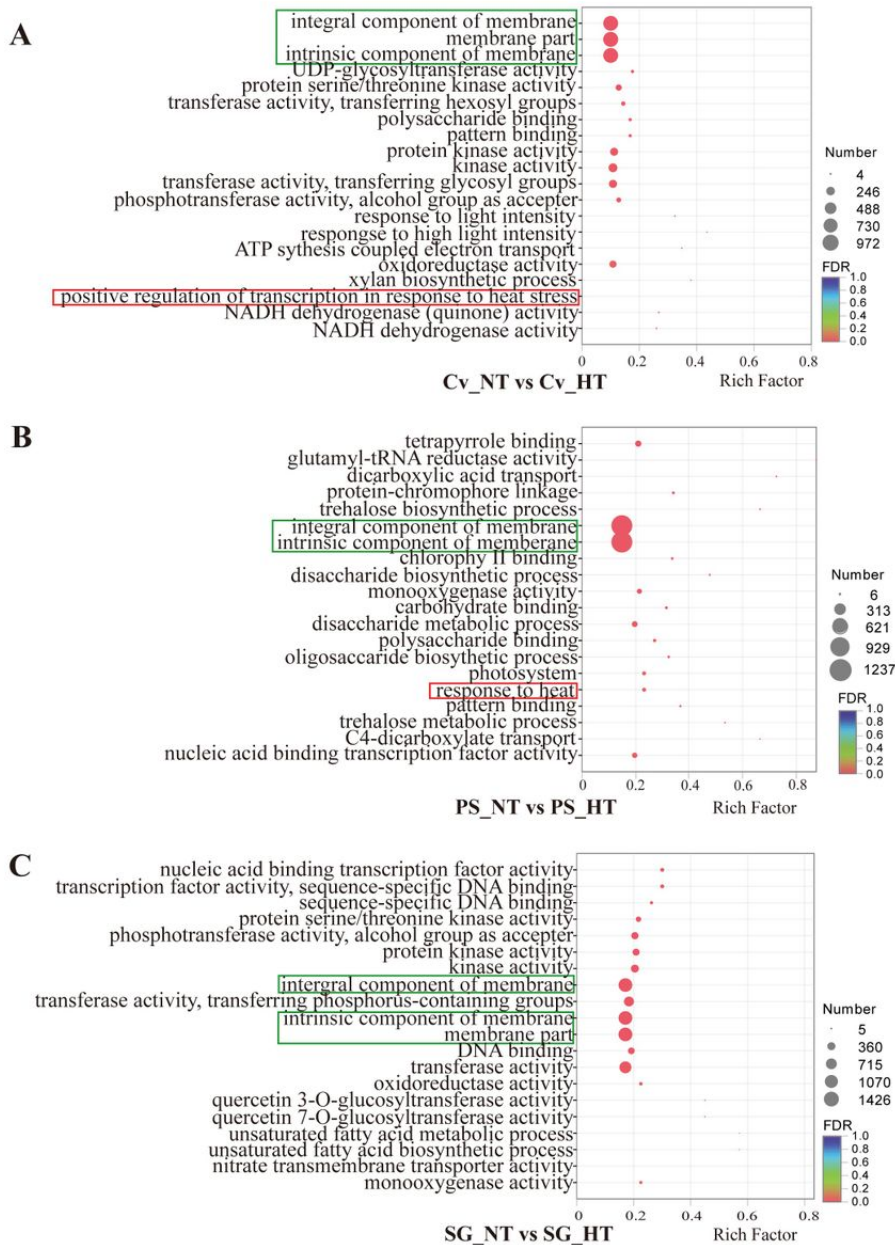 A
integral component of membrane
membrane part
intrinsic component of membrane
UDP-glycosyltransferase activity
protein serine/threonine kinase activity
transferase activity, transferring hexosyl groups
polysaccharide binding
pattern binding
protein kinase activity
kinase activity
transferase activity, transferring glycosyl groups
phosphotransferase activity, alcohol group as accepter
response to light intensity
respongse to high light intensity
ATP sythesis coupled electron transport
oxidoreductase activity
xylan biosynthetic process
positive regulation of transcription in response to heat stress
NADH dehydrogenase (quinone) activity
NADH dehydrogenase activity
Number
4
246
488
730
972
FDR
1.0
0.8
0.6
0.4
0.2
0.0
0 0.2 0.4 0.6 0.8
Cv_NT vs Cv_HT
Rich Factor
B
tetrapyrrole binding
glutamyl-tRNA reductase activity
dicarboxylic acid transport
protein-chromophore linkage
trehalose biosynthetic process
integral component of membrane
intrinsic component of memberane
chlorophy II binding
disaccharide biosynthetic process
monooxygenase activity
carbohydrate binding
disaccharide metabolic process
polysaccharide binding
oligosaccaride biosythetic process
photosystem
response to heat
pattern binding
trehalose metabolic process
C4-dicarboxylate transport
nucleic acid binding transcription factor activity
Number
6
313
621
929
1237
FDR
1.0
0.8
0.6
0.4
0.2
0.0
0 0.2 0.4 0.6 0.8
PS_NT vs PS_HT
Rich Factor
C
nucleic acid binding transcription factor activity
transcription factor activity, sequence-specific DNA binding
sequence-specific DNA binding
protein serine/threonine kinase activity
phosphotransferase activity, alcohol group as accepter
protein kinase activity
kinase activity
intergral component of membrane
transferase activity, transferring phosphorus-containing groups
intrinsic component of membrane
membrane part
DNA binding
transferase activity
oxidoreductase activity
quercetin 3-O-glucosyltransferase activity
quercetin 7-O-glucosyltransferase activity
unsaturated fatty acid metabolic process
unsaturated fatty acid biosynthetic process
nitrate transmembrane transporter activity
monooxygenase activity
Number
5
360
715
1070
1426
FDR
1.0
0.8
0.6
0.4
0.2
0.0
0 0.2 0.4 0.6 0.8
SG_NT vs SG_HT
Rich Factor